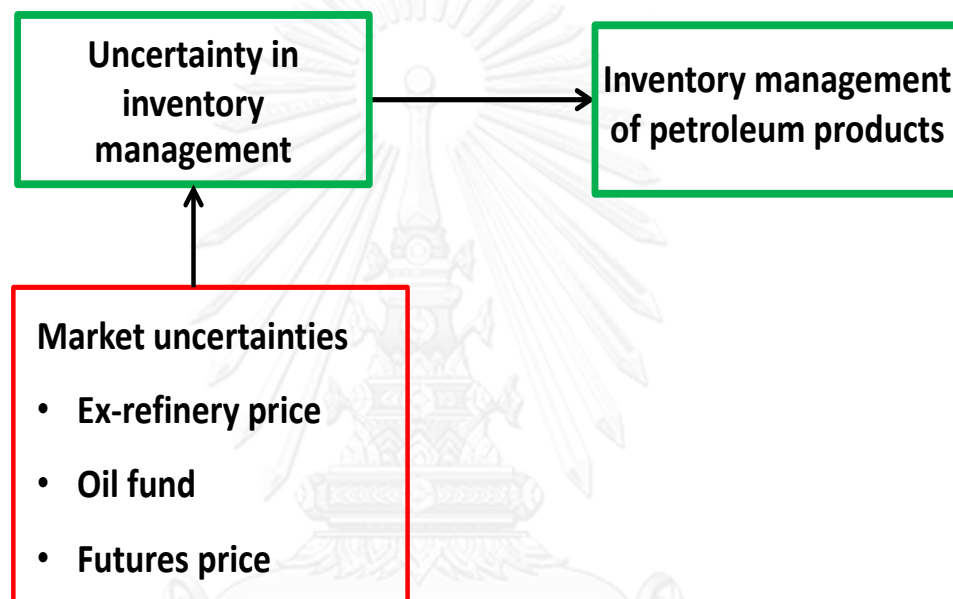 Uncertainty in
inventory
management
Inventory management
of petroleum products
Market uncertainties
• Ex-refinery price
• Oil fund
• Futures price